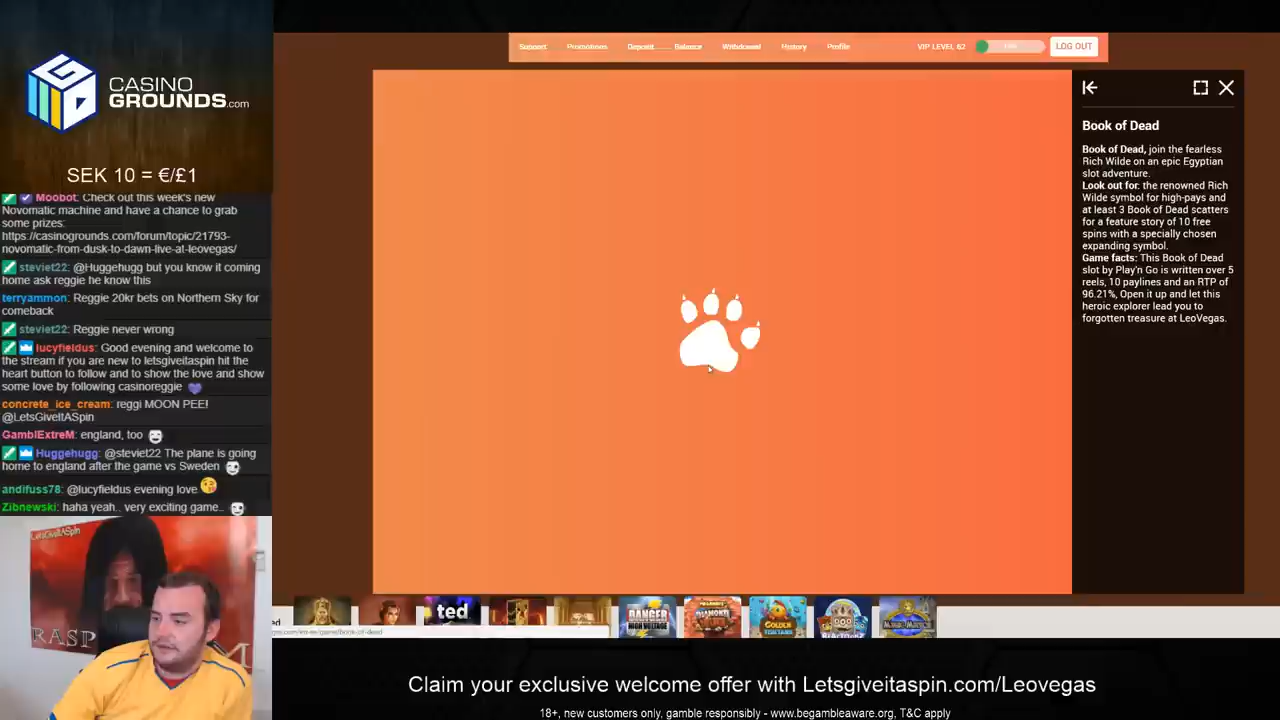 CASINO
GROUNDS.com
SEK 10 = €/£1
Moobot: Check out this week's new
Novomatic machine and have a chance to grab
some prizes:
https://casinogrounds.com/forum/topic/21793-
novomatic-from-dusk-to-dawn-live-at-leovegas/
steviet22: @Huggehugg but you know it coming
home ask reggie he know this
terryammon: Reggie 20kr bets on Northern Sky for
comeback
steviet22: Reggie never wrong
lucyfieldus: Good evening and welcome to
the stream if you are new to letsgiveitaspin hit the
heart button to follow and to show the love and show
some love by following casinoreggie
concrete_ice_cream: reggi MOON PEE!
@LetsGiveItASpin
GamblExtreM: england, too
Huggehugg: @steviet22 The plane is going
home to england after the game vs Sweden
andifuss78: @lucyfieldus evening love
Zibnewski: haha yeah.. very exciting game..
LetsGiveItASpin
RASP
Support Promotions Deposit Balance Withdrawal History Profile VIP LEVEL 62 LOG OUT
Book of Dead
Book of Dead, join the fearless
Rich Wilde on an epic Egyptian
slot adventure.
Look out for: the renowned Rich
Wilde symbol for high-pays and
at least 3 Book of Dead scatters
for a feature story of 10 free
spins with a specially chosen
expanding symbol.
Game facts: This Book of Dead
slot by Play'n Go is written over 5
reels, 10 paylines and an RTP of
96.21%, Open it up and let this
heroic explorer lead you to
forgotten treasure at LeoVegas.
ted
DANGER
HIGH VOLTAGE
DIAMOND
GOLDEN
FISH TANK
REACTOONZ
Claim your exclusive welcome offer with Letsgiveitaspin.com/Leovegas
18+, new customers only, gamble responsibly - www.begambleaware.org, T&C apply